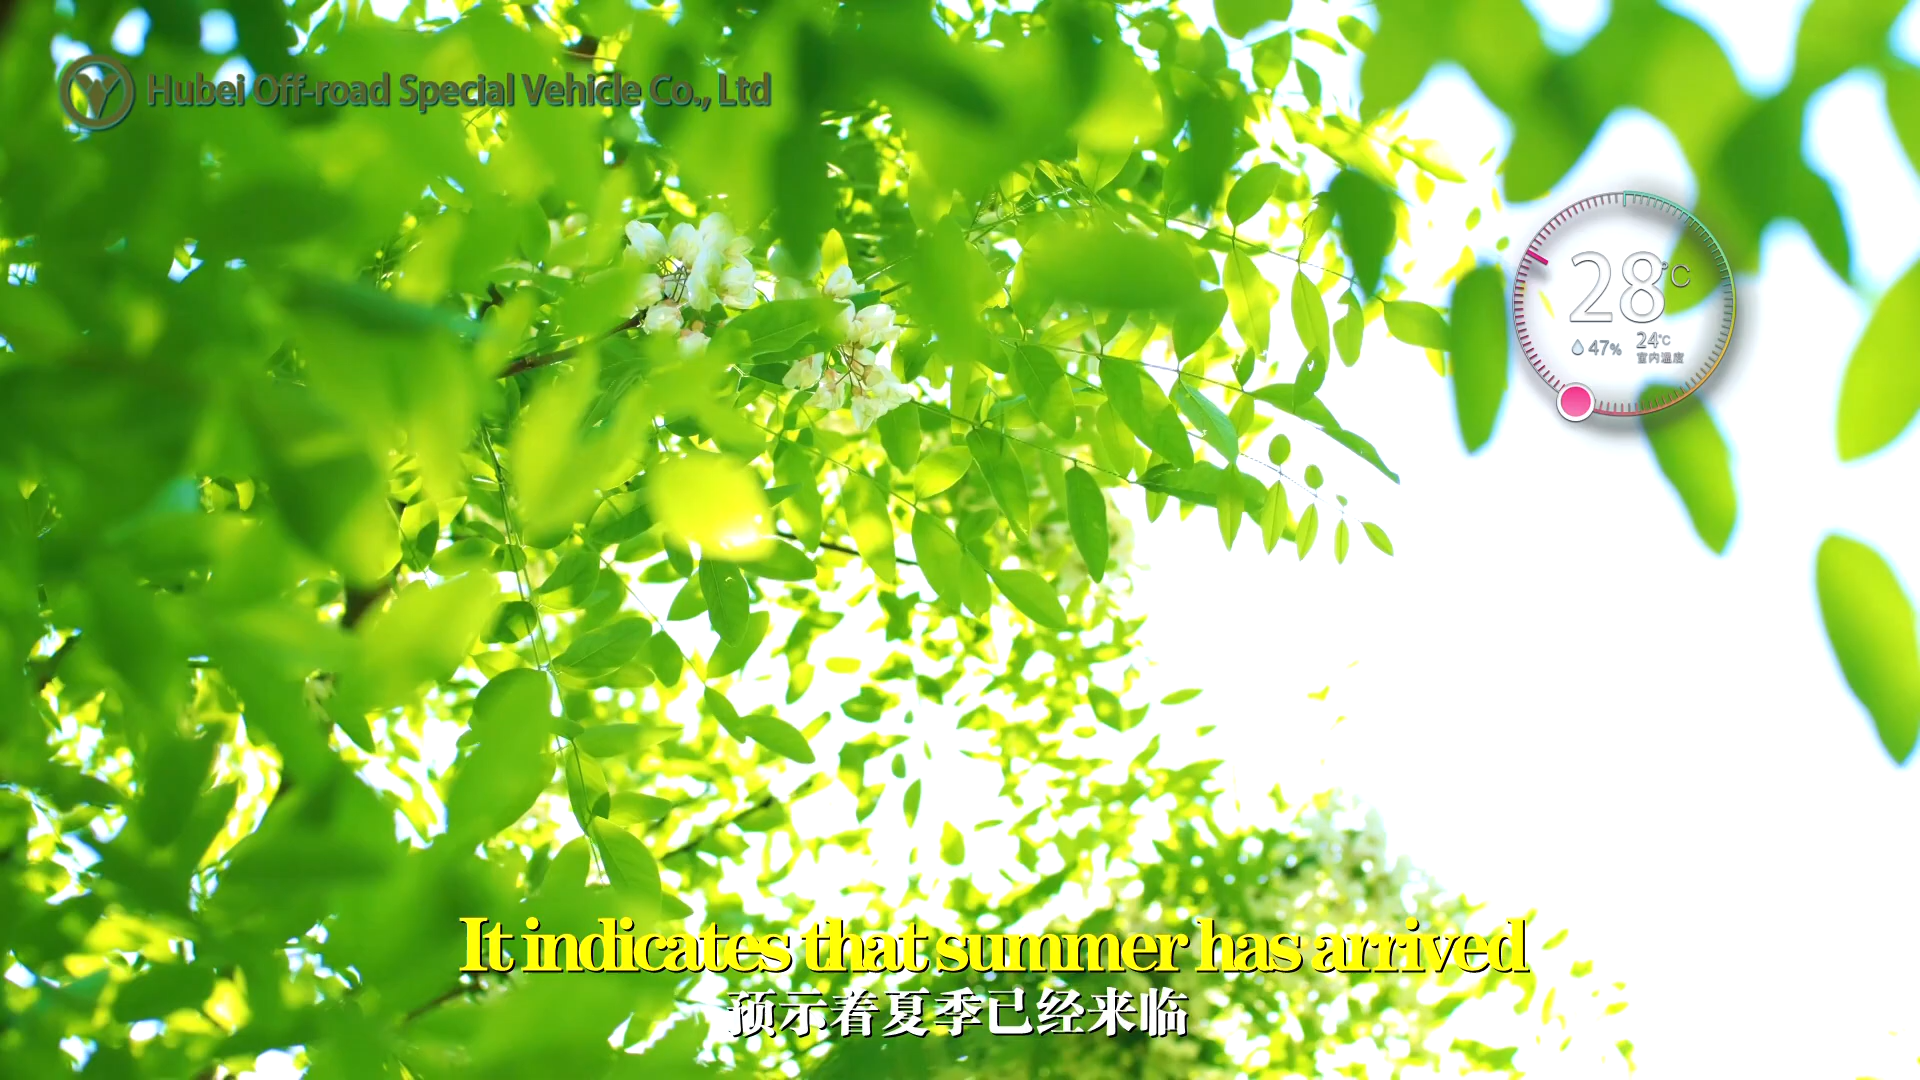 Hubei Off-road Special Vehicle Co., Ltd
28°C
47% 24°C
室内温度
It indicates that summer has arrived
预示着夏季已经来临